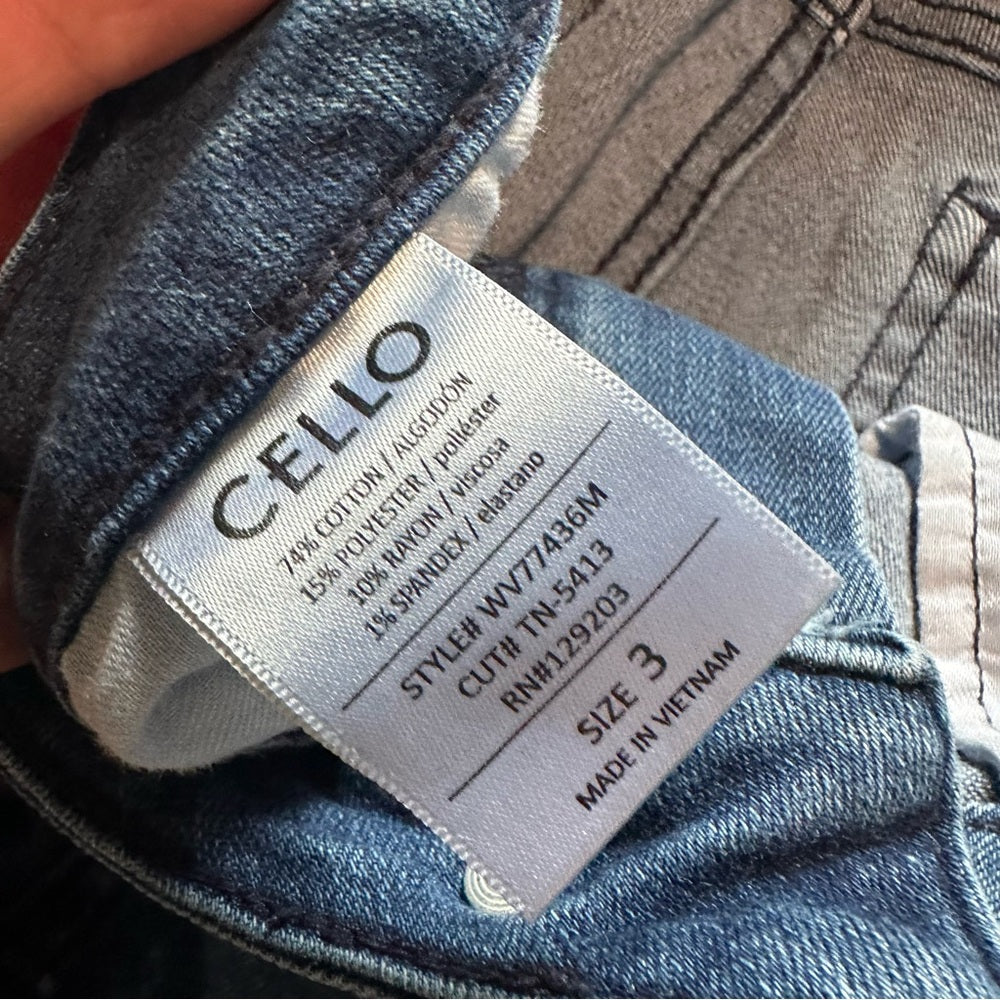 CELLO
74% COTTON / ALGODÓN
15% POLYESTER / poliéster
10% RAYON / viscosa
1% SPANDEX / elastano
STYLE# WV77436M
CUT# TN-5413
RN#129203
SIZE 3
MADE IN VIETNAM